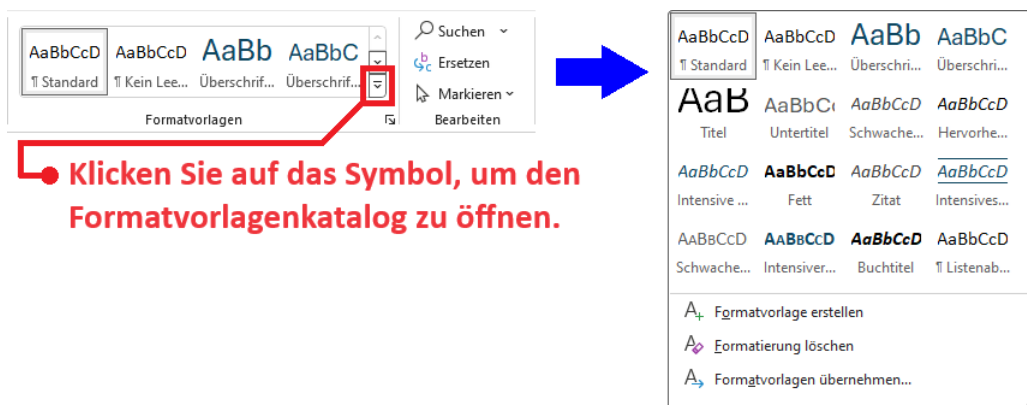 AaBbCcD AaBbCcD AaBb AaBbC
¶ Standard ¶ Kein Lee... Überschrif... Überschrif...
Formatvorlagen
Suchen
Ersetzen
Markieren
Bearbeiten
Klicken Sie auf das Symbol, um den
Formatvorlagenkatalog zu öffnen.
AaBbCcD AaBbCcD AaBb AaBbC
¶ Standard ¶ Kein Lee... Überschri... Überschri...
AaB AaBbCc AaBbCcD AaBbCcD
Titel Untertitel Schwache... Hervorhe...
AaBbCcD AaBbCcD AaBbCcD AaBbCcD
Intensive ... Fett Zitat Intensives...
AaBbCcD AaBbCcD AaBbCcD AaBbCcD
Schwache... Intensiver... Buchtitel ¶ Listenab...
Formatvorlage erstellen
Formatierung löschen
Formatvorlagen übernehmen...